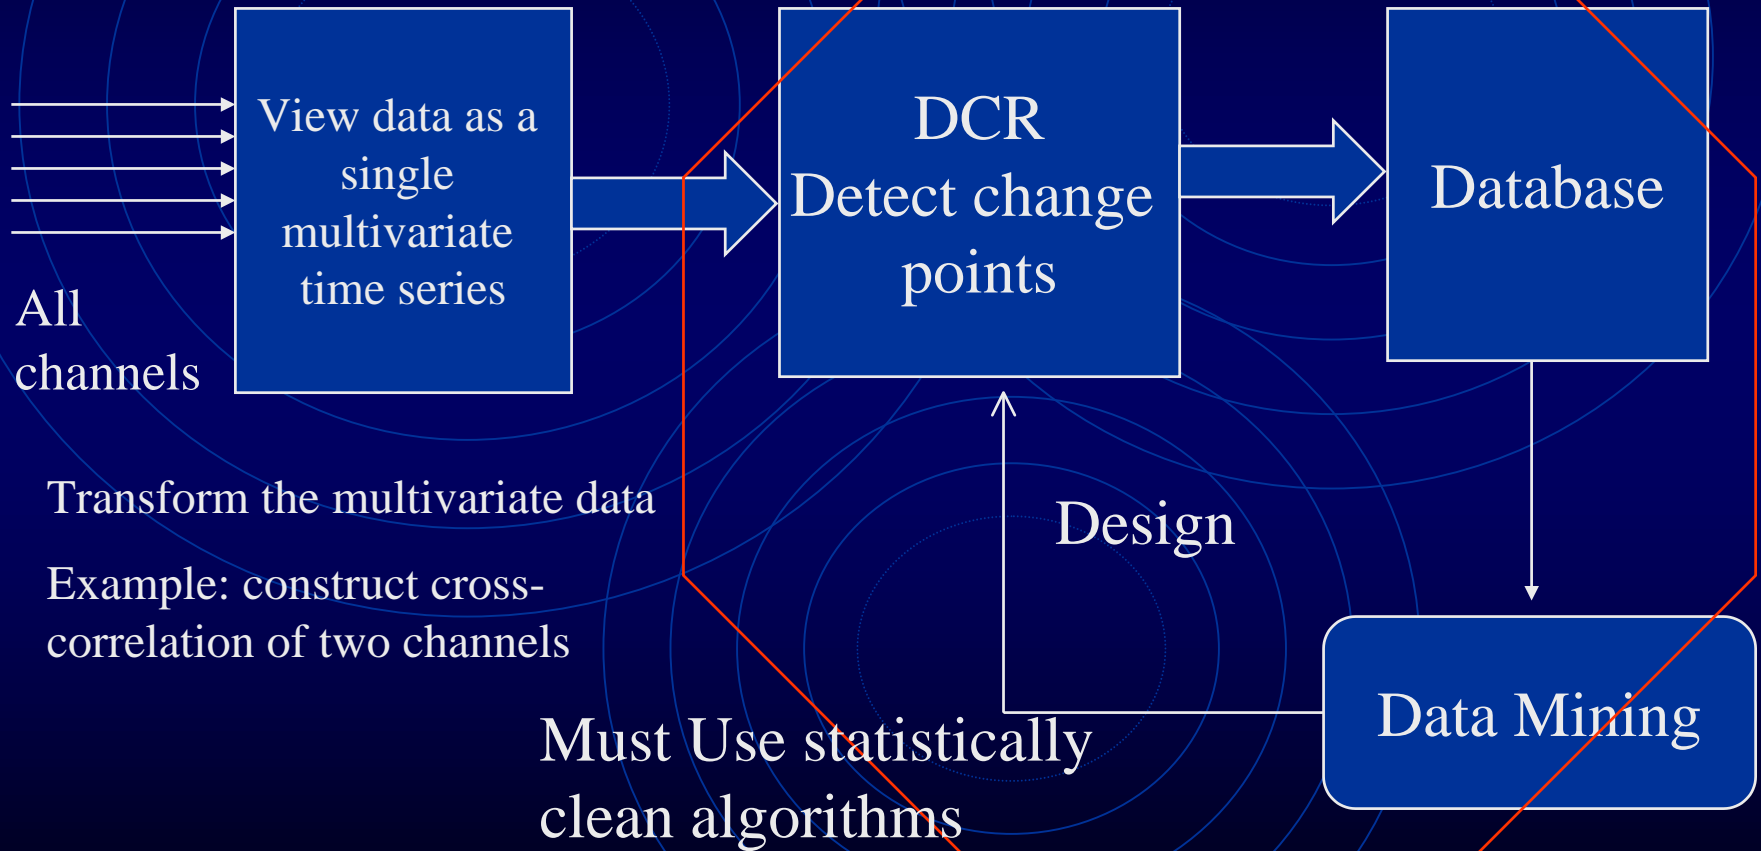 View data as a
single
multivariate
time series
DCR
Detect change
points
Database
All
channels
Transform the multivariate data
Example: construct cross-
correlation of two channels
Design
Data Mining
Must Use statistically
clean algorithms